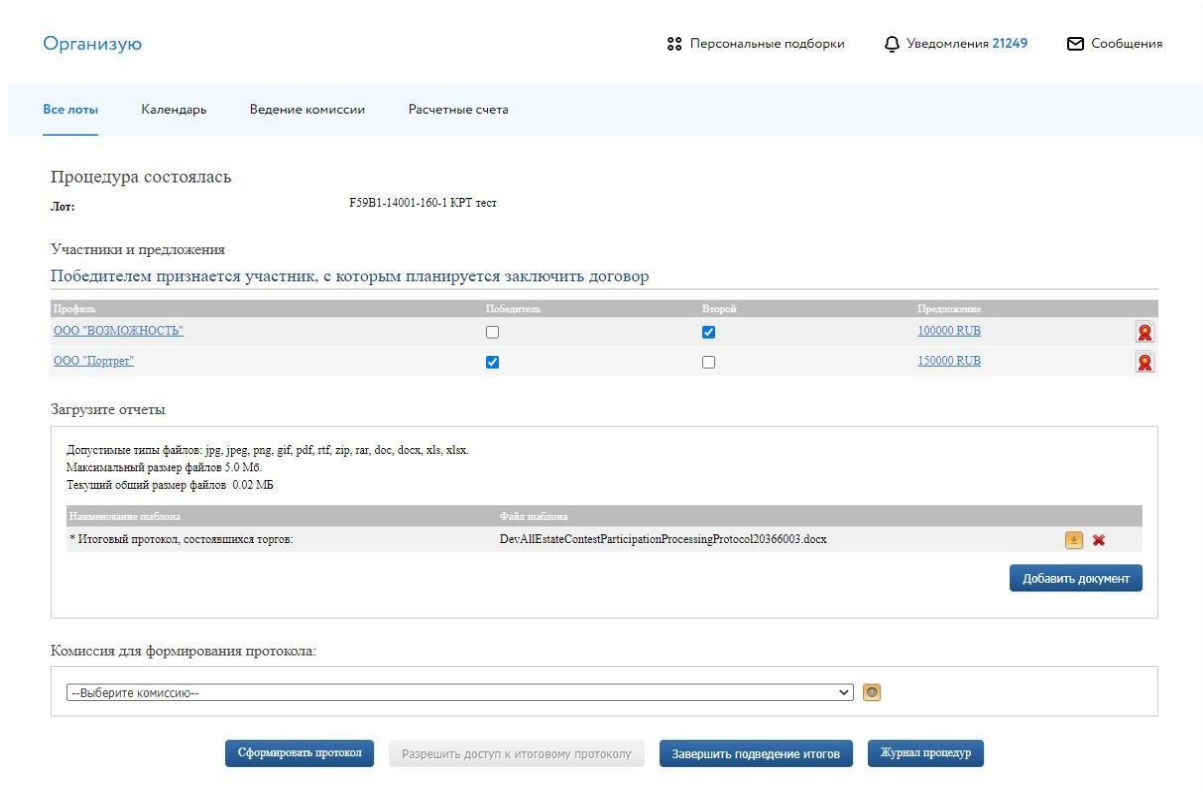 Организую
Персональные подборки
Уведомления 21249
Сообщения
Все лоты Календарь Ведение комиссии Расчетные счета
Процедура состоялась
Лот: F59B1-14001-160-1 КРТ тест
Участники и предложения
Победителем признается участник, с которым планируется заключить договор
Профиль Победитель Второй Предложение
ООО "ВОЗМОЖНОСТЬ" 100000 RUB
ООО "Портрет" 150000 RUB
Загрузите отчеты
Допустимые типы файлов: jpg, jpeg, png, gif, pdf, rtf, zip, rar, doc, docx, xls, xlsx.
Максимальный размер файлов 5.0 Мб.
Текущий общий размер файлов 0.02 МБ
Наименование шаблона Файл шаблона
* Итоговый протокол, состоявшихся торгов: DevAllEstateContestParticipationProcessingProtocol20366003.docx
Добавить документ
Комиссия для формирования протокола:
--Выберите комиссию--
Сформировать протокол Разрешить доступ к итоговому протоколу Завершить подведение итогов Журнал процедур